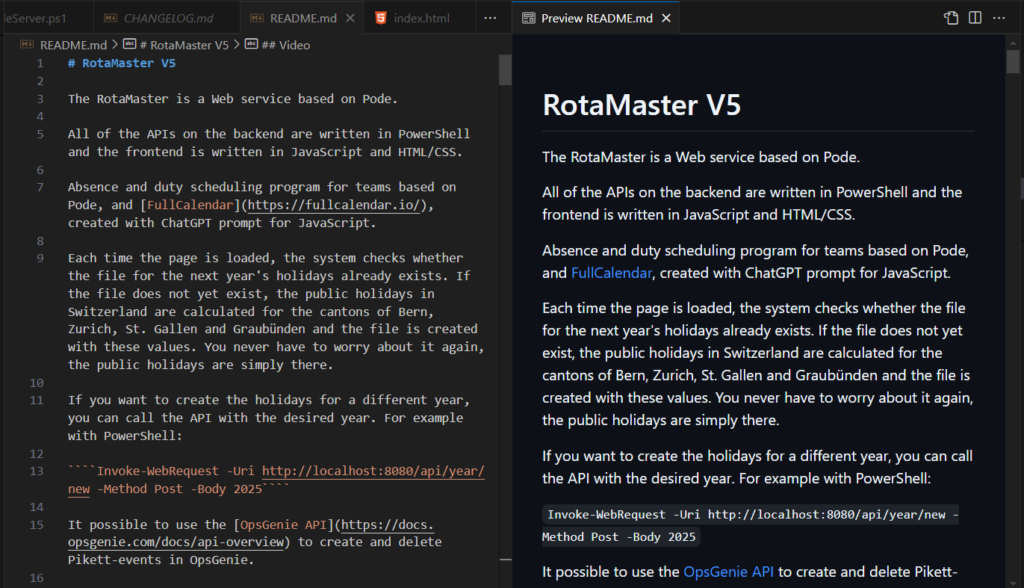 leServer.ps1
CHANGELOG.md
README.md
index.html
README.md > # RotaMaster V5 > ## Video
1 # RotaMaster V5
2
3 The RotaMaster is a Web service based on Pode.
4
5 All of the APIs on the backend are written in PowerShell
and the frontend is written in JavaScript and HTML/CSS.
6
7 Absence and duty scheduling program for teams based on
Pode, and [FullCalendar](https://fullcalendar.io/),
created with ChatGPT prompt for JavaScript.
8
9 Each time the page is loaded, the system checks whether
the file for the next year's holidays already exists. If
the file does not yet exist, the public holidays in
Switzerland are calculated for the cantons of Bern,
Zurich, St. Gallen and Graubünden and the file is created
with these values. You never have to worry about it again,
the public holidays are simply there.
10
11 If you want to create the holidays for a different year,
you can call the API with the desired year. For example
with PowerShell:
12
13 ````Invoke-WebRequest -Uri http://localhost:8080/api/year/
new -Method Post -Body 2025````
14
15 It possible to use the [OpsGenie API](https://docs.
opsgenie.com/docs/api-overview) to create and delete
Pikett-events in OpsGenie.
16
Preview README.md
RotaMaster V5
The RotaMaster is a Web service based on Pode.
All of the APIs on the backend are written in PowerShell and the
frontend is written in JavaScript and HTML/CSS.
Absence and duty scheduling program for teams based on Pode,
and FullCalendar, created with ChatGPT prompt for JavaScript.
Each time the page is loaded, the system checks whether the file
for the next year's holidays already exists. If the file does not yet
exist, the public holidays in Switzerland are calculated for the
cantons of Bern, Zurich, St. Gallen and Graubünden and the file is
created with these values. You never have to worry about it again,
the public holidays are simply there.
If you want to create the holidays for a different year, you can call
the API with the desired year. For example with PowerShell:
Invoke-WebRequest -Uri http://localhost:8080/api/year/new -
Method Post -Body 2025
It possible to use the OpsGenie API to create and delete Pikett-